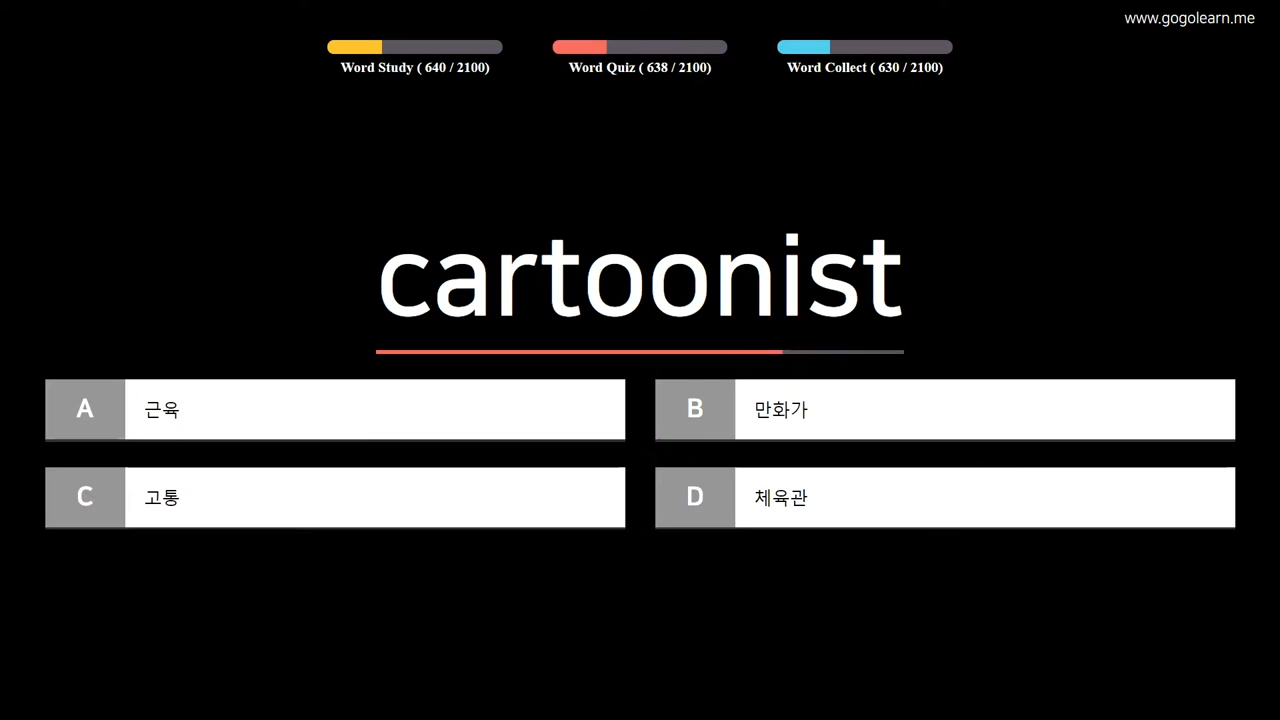 www.gogolearn.me
Word Study ( 640 / 2100)
Word Quiz ( 638 / 2100)
Word Collect ( 630 / 2100)
cartoonist
A 근육
B 만화가
C 고통
D 체육관